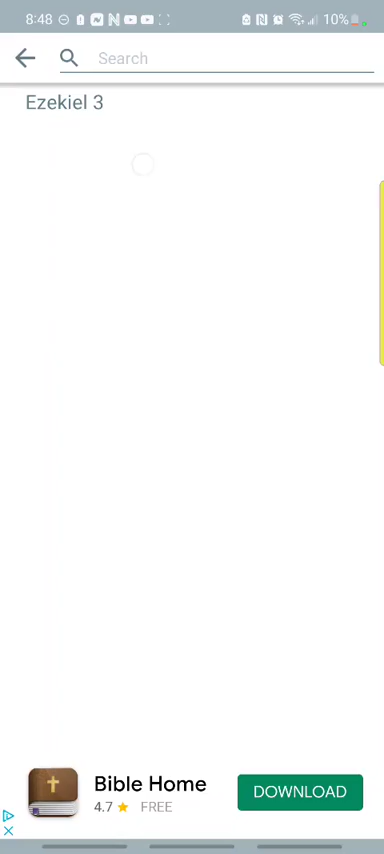 8:48 10%
Search
Ezekiel 3
Bible Home
4.7 FREE
DOWNLOAD